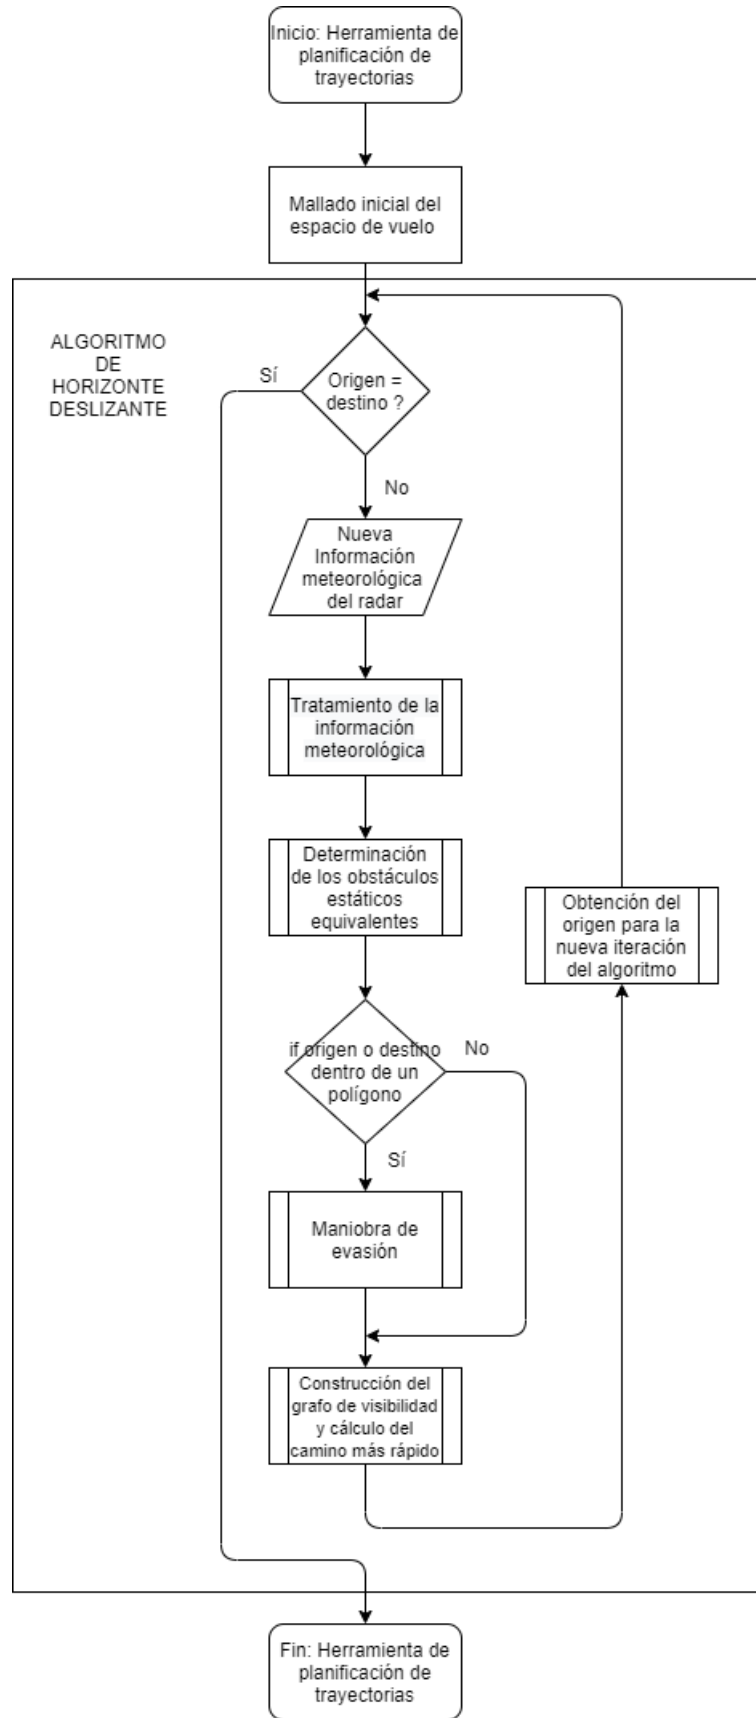 Inicio: Herramienta de
planificación de
trayectorias
Mallado inicial del
espacio de vuelo
ALGORITMO
DE
HORIZONTE
DESLIZANTE
Sí
Origen =
destino ?
No
Nueva
Información
meteorológica
del radar
Tratamiento de la
información
meteorológica
Determinación
de los obstáculos
estáticos
equivalentes
Obtención del
origen para la
nueva iteración
del algoritmo
if origen o destino
dentro de un
polígono
No
Sí
Maniobra de
evasión
Construcción del
grafo de visibilidad
y cálculo del
camino más rápido
Fin: Herramienta de
planificación de
trayectorias